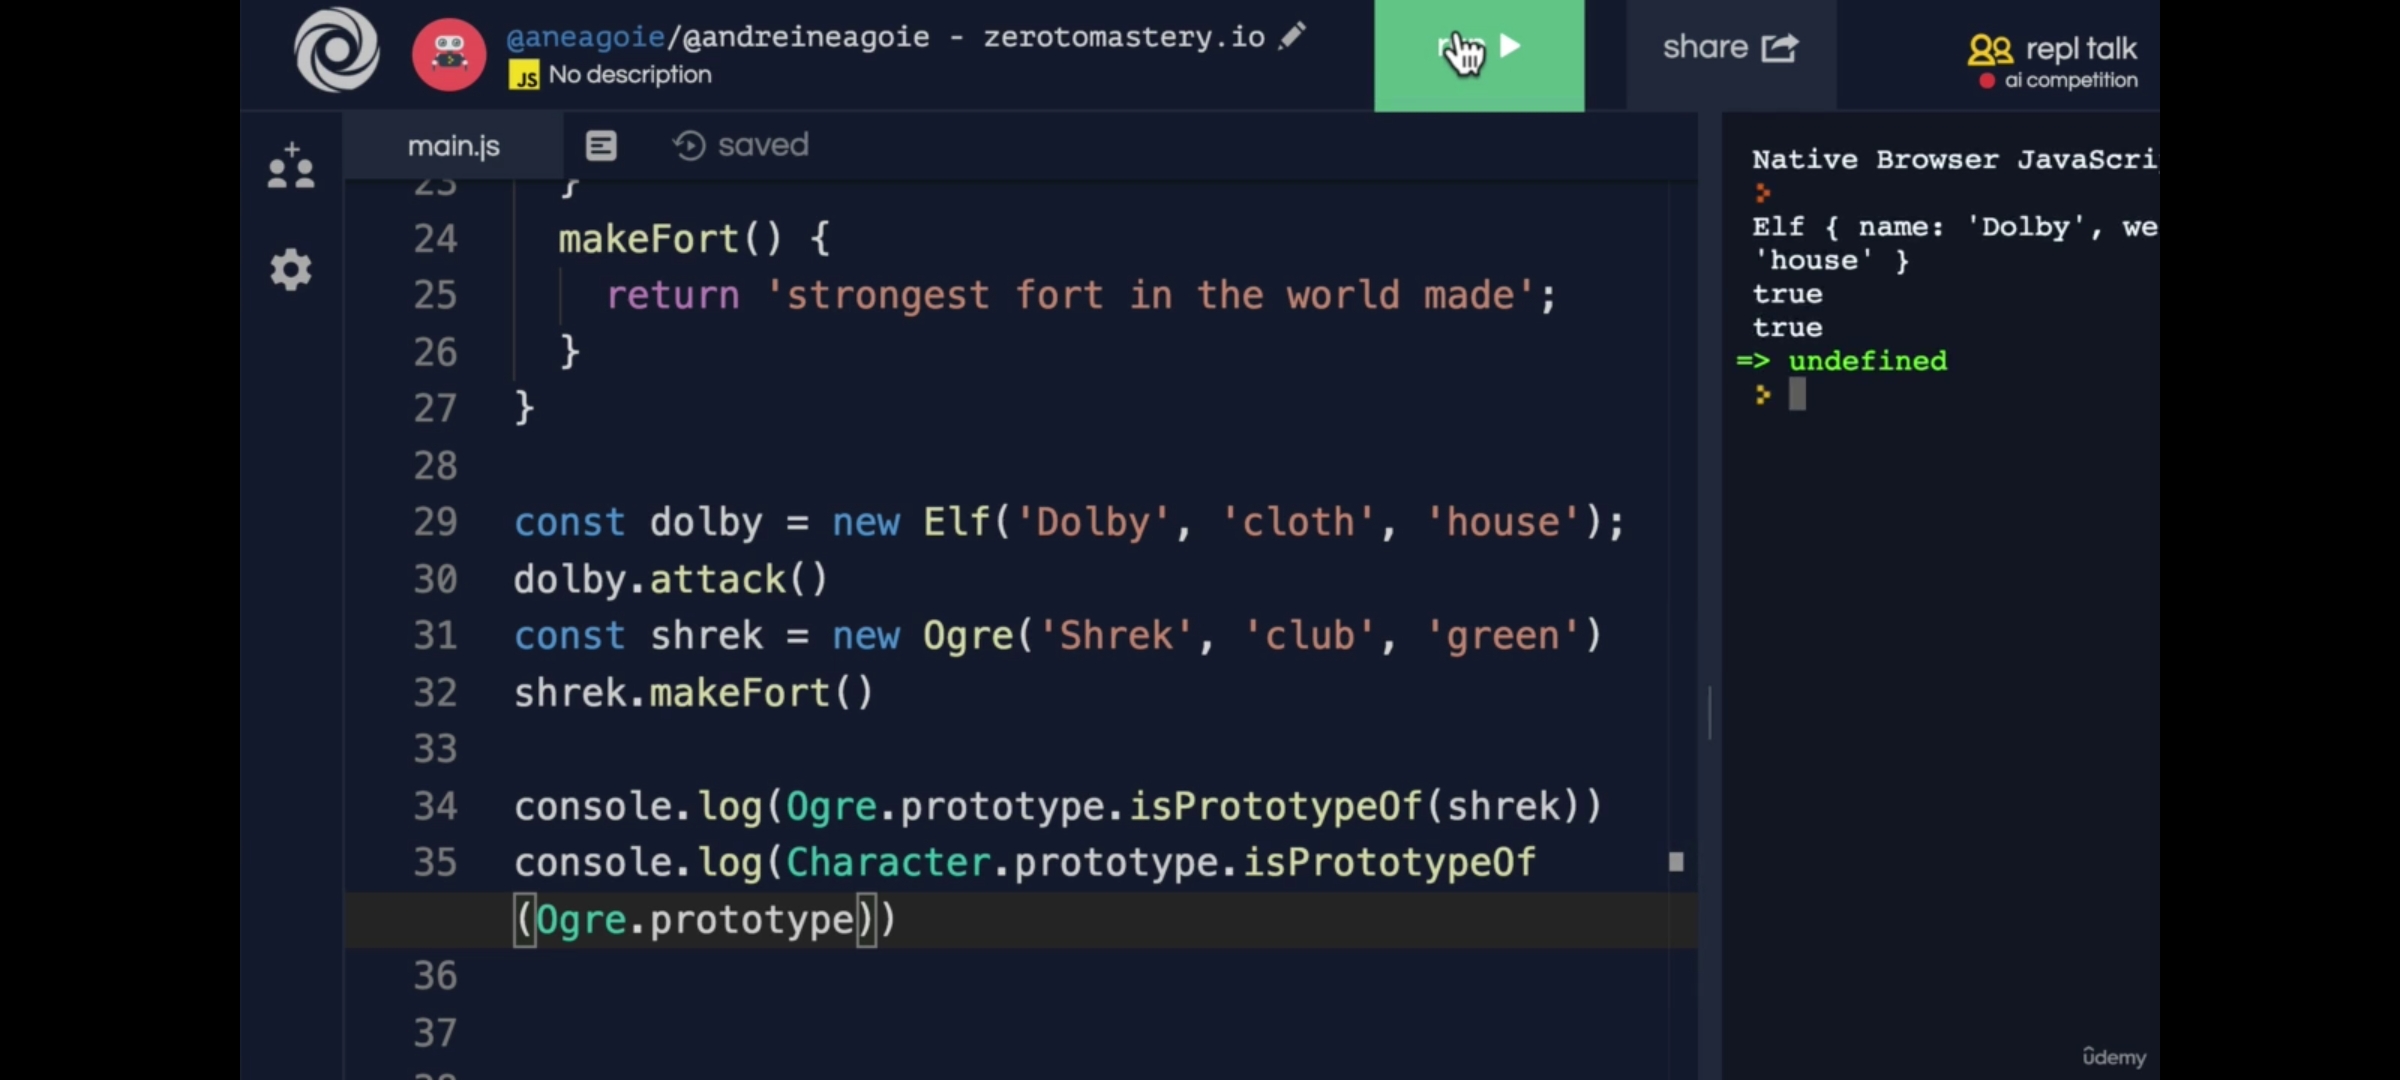 @aneagoie/@andreineagoie - zerotomastery.io
JS No description
share
repl talk
ai competition
main.js
saved
23 }
24 makeFort() {
25 return 'strongest fort in the world made';
26 }
27 }
28
29 const dolby = new Elf('Dolby', 'cloth', 'house');
30 dolby.attack()
31 const shrek = new Ogre('Shrek', 'club', 'green')
32 shrek.makeFort()
33
34 console.log(Ogre.prototype.isPrototypeOf(shrek))
35 console.log(Character.prototype.isPrototypeOf
(Ogre.prototype))
36
37
Native Browser JavaScri
Elf { name: 'Dolby', we
'house' }
true
true
=> undefined
ûdemy